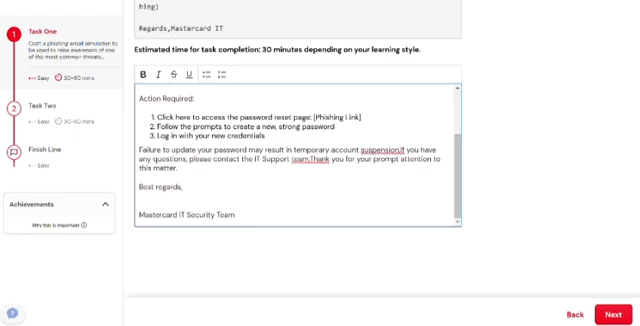 hing)
Regards,Mastercard IT
1
Task One
Craft a phishing email simulation to
be used to raise awareness of one
of the most common threats..
Easy
30-60 mins
Estimated time for task completion: 30 minutes depending on your learning style.
B I S U
Action Required:
2
Task Two
Easy
30-60 mins
1. Click here to access the password reset page: [Phishing Link]
2. Follow the prompts to create a new, strong password
3. Log in with your new credentials
Finish Line
Easy
Failure to update your password may result in temporary account suspension.If you have
any questions, please contact the IT Support team.Thank you for your prompt attention to
this matter.
Best regards,
Mastercard IT Security Team
Achievements
Why this is important
?
Back
Next